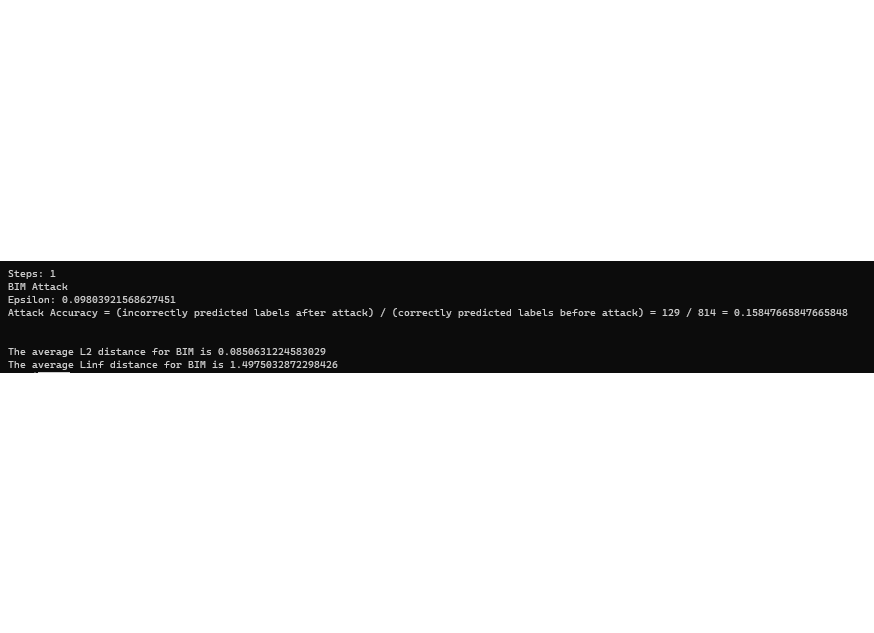 Steps: 1
BIM Attack
Epsilon: 0.09803921568627451
Attack Accuracy = (incorrectly predicted labels after attack) / (correctly predicted labels before attack) = 129 / 814 = 0.15847665847665848
The average L2 distance for BIM is 0.0850631224583029
The average Linf distance for BIM is 1.4975032872298426